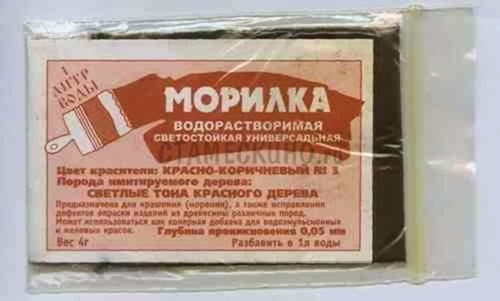 1 ЛИТР ВОДЫ
МОРИЛКА
ВОДОРАСТВОРИМАЯ
СВЕТОСТОЙКАЯ УНИВЕРСАЛЬНАЯ
Цвет красителя: КРАСНО-КОРИЧНЕВЫЙ № 3
Порода имитируемого дерева:
СВЕТЛЫЕ ТОНА КРАСНОГО ДЕРЕВА
Предназначена для крашения (морения), а также исправления
дефектов окраски изделий из древесины различных пород.
Может использоваться как колерная добавка для водоэмульсионных
и меловых красок. Глубина проникновения 0,05 мм
Вес 4г Разбавить в 1л воды